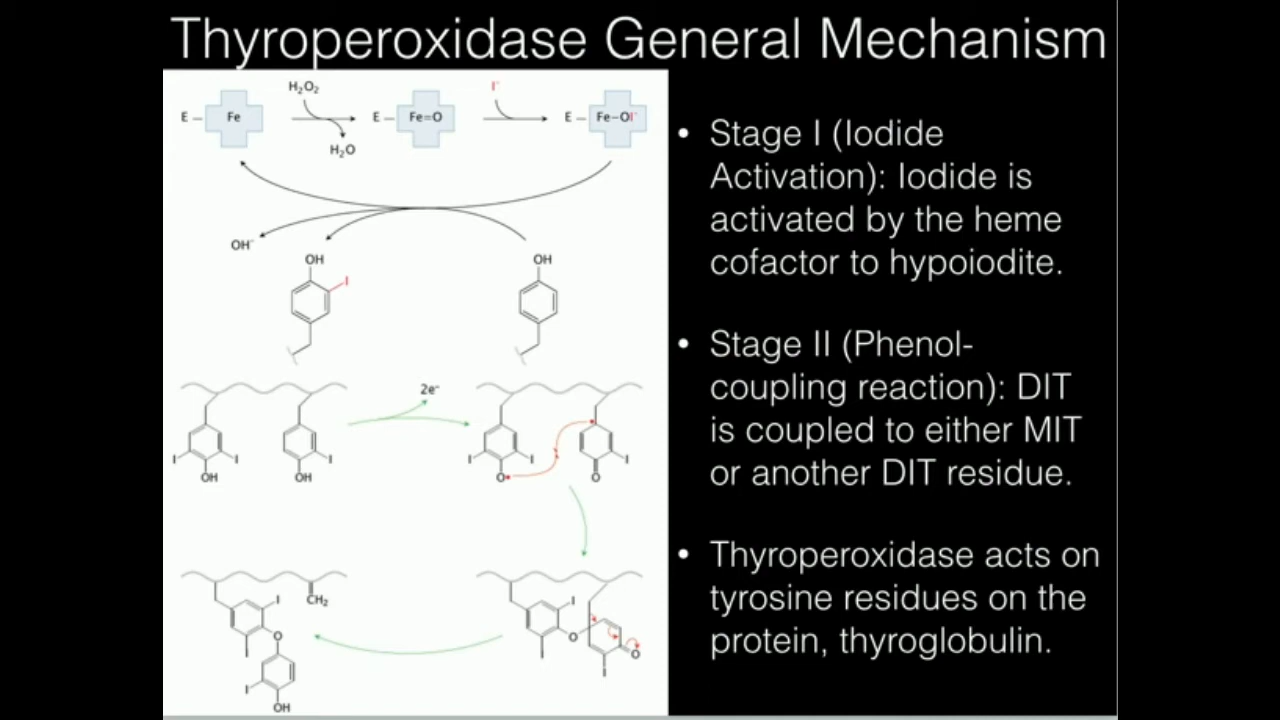 Thyroperoxidase General Mechanism
H₂O₂
I⁻
E
Fe
E
Fe=O
E
Fe–OI⁻
H₂O
OH⁻
OH
I
OH
2e⁻
I
I
I
OH
OH
I
I
I
O
O
I
CH₂
I
I
O
I
OH
I
I
O
O
I
• Stage I (Iodide
Activation): Iodide is
activated by the heme
cofactor to hypoiodite.
• Stage II (Phenol-
coupling reaction): DIT
is coupled to either MIT
or another DIT residue.
• Thyroperoxidase acts on
tyrosine residues on the
protein, thyroglobulin.